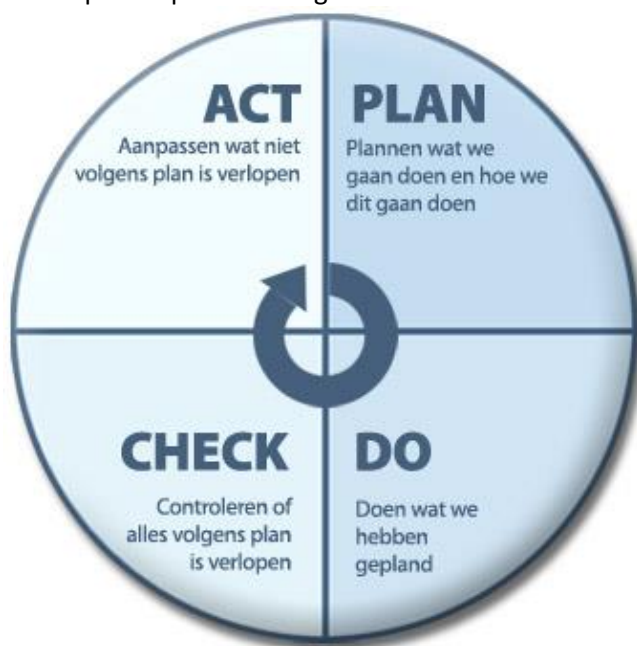 ACT
Aanpassen wat niet
volgens plan is verlopen
PLAN
Plannen wat we
gaan doen en hoe we
dit gaan doen
CHECK
Controleren of
alles volgens plan
is verlopen
DO
Doen wat we
hebben
gepland